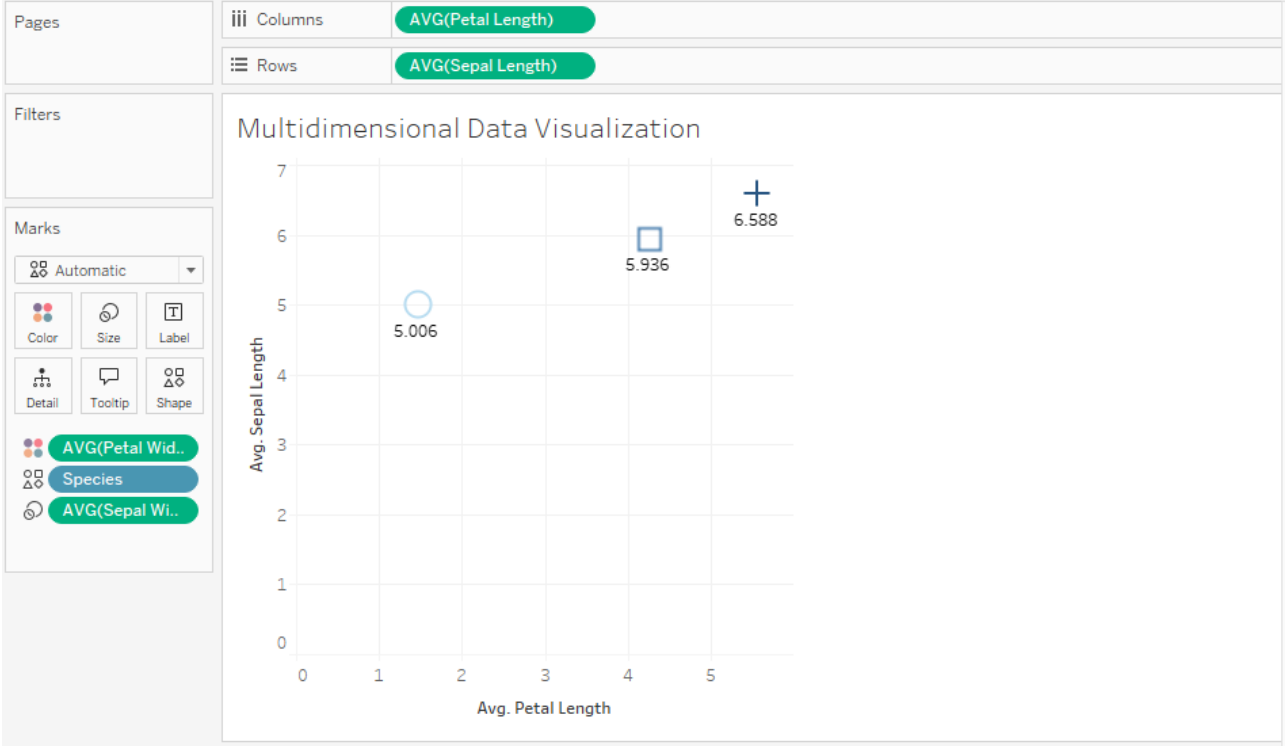 Pages
Columns
AVG(Petal Length)
Rows
AVG(Sepal Length)
Filters
Marks
Automatic
Color
Size
T
Label
Detail
Tooltip
Shape
AVG(Petal Wid..
Species
AVG(Sepal Wi..
Multidimensional Data Visualization
7
6
5
4
3
2
1
0
Avg. Sepal Length
6.588
5.936
5.006
0 1 2 3 4 5
Avg. Petal Length